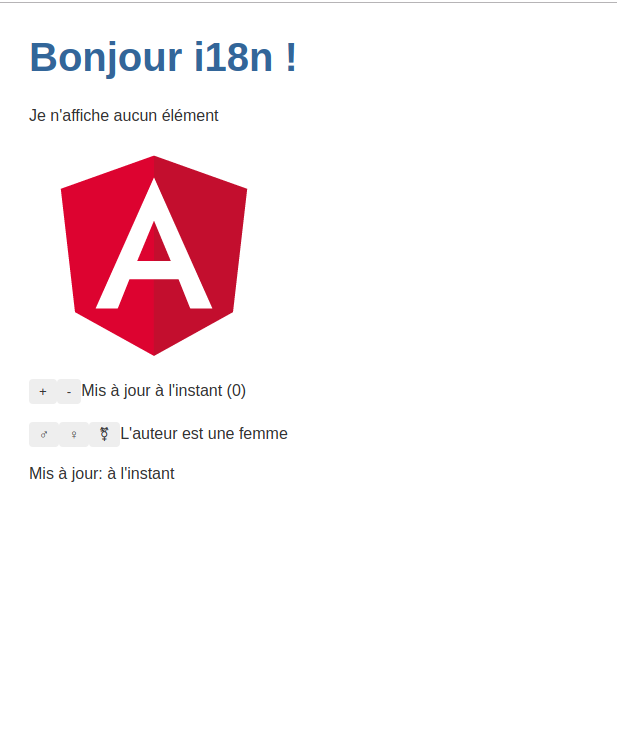 Bonjour i18n !
Je n'affiche aucun élément
A
+ - Mis à jour à l'instant (0)
♂ ♀ ⚧ L'auteur est une femme
Mis à jour: à l'instant